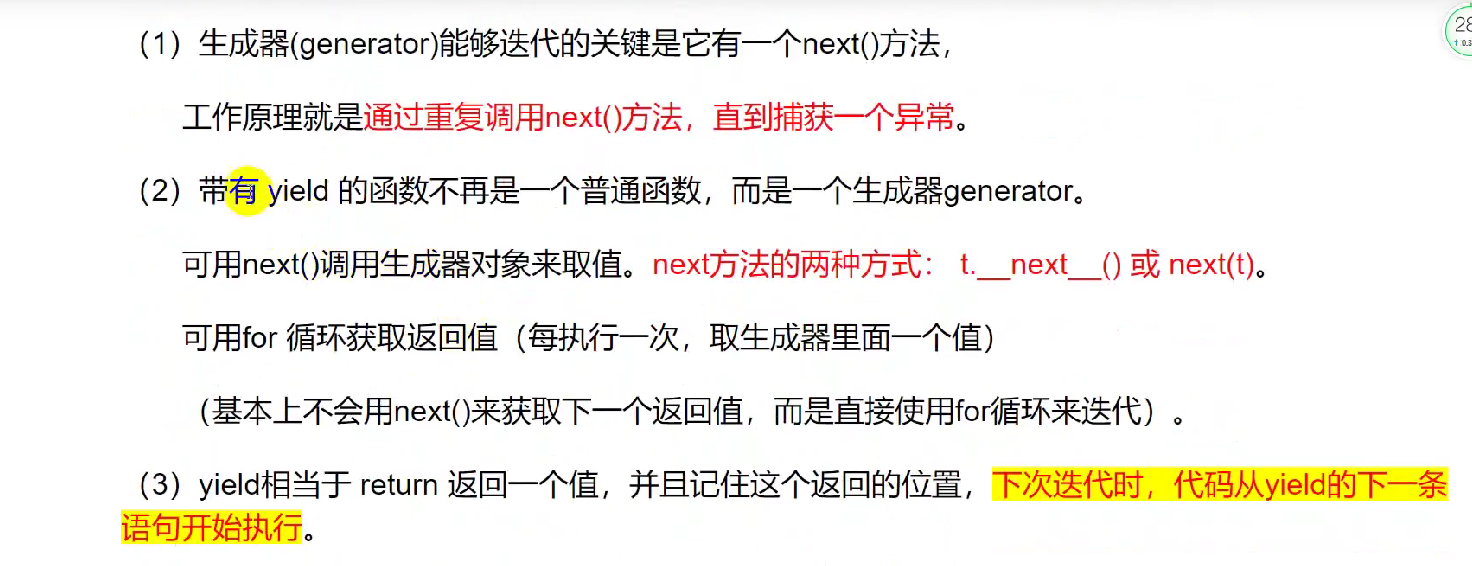 (1）生成器(generator)能够迭代的关键是它有一个next()方法，
工作原理就是通过重复调用next()方法，直到捕获一个异常。
（2）带有 yield 的函数不再是一个普通函数，而是一个生成器generator。
可用next()调用生成器对象来取值。next方法的两种方式： t.__next__() 或 next(t)。
可用for 循环获取返回值（每执行一次，取生成器里面一个值）
（基本上不会用next()来获取下一个返回值，而是直接使用for循环来迭代）。
（3）yield相当于 return 返回一个值，并且记住这个返回的位置，下次迭代时，代码从yield的下一条
语句开始执行。